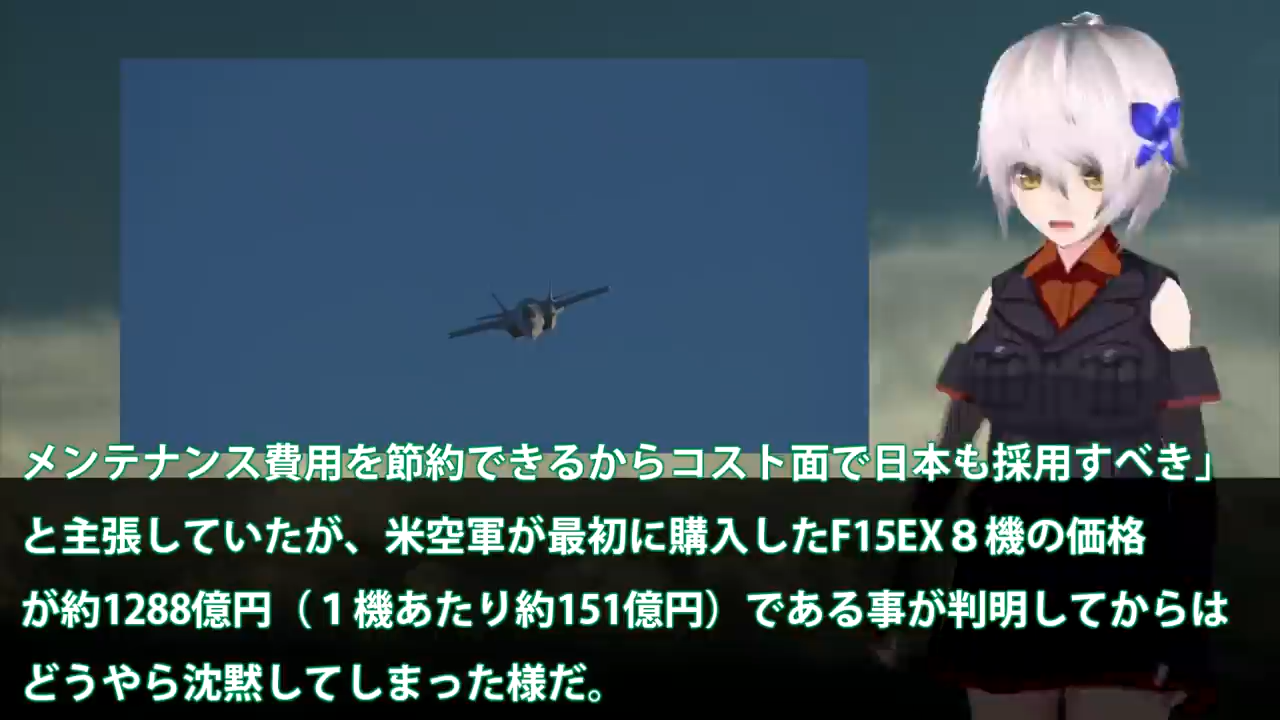 メンテナンス費用を節約できるからコスト面で日本も採用すべき」
と主張していたが、米空軍が最初に購入したF15EX８機の価格
が約1288億円（１機あたり約151億円）である事が判明してからは
どうやら沈黙してしまった様だ。